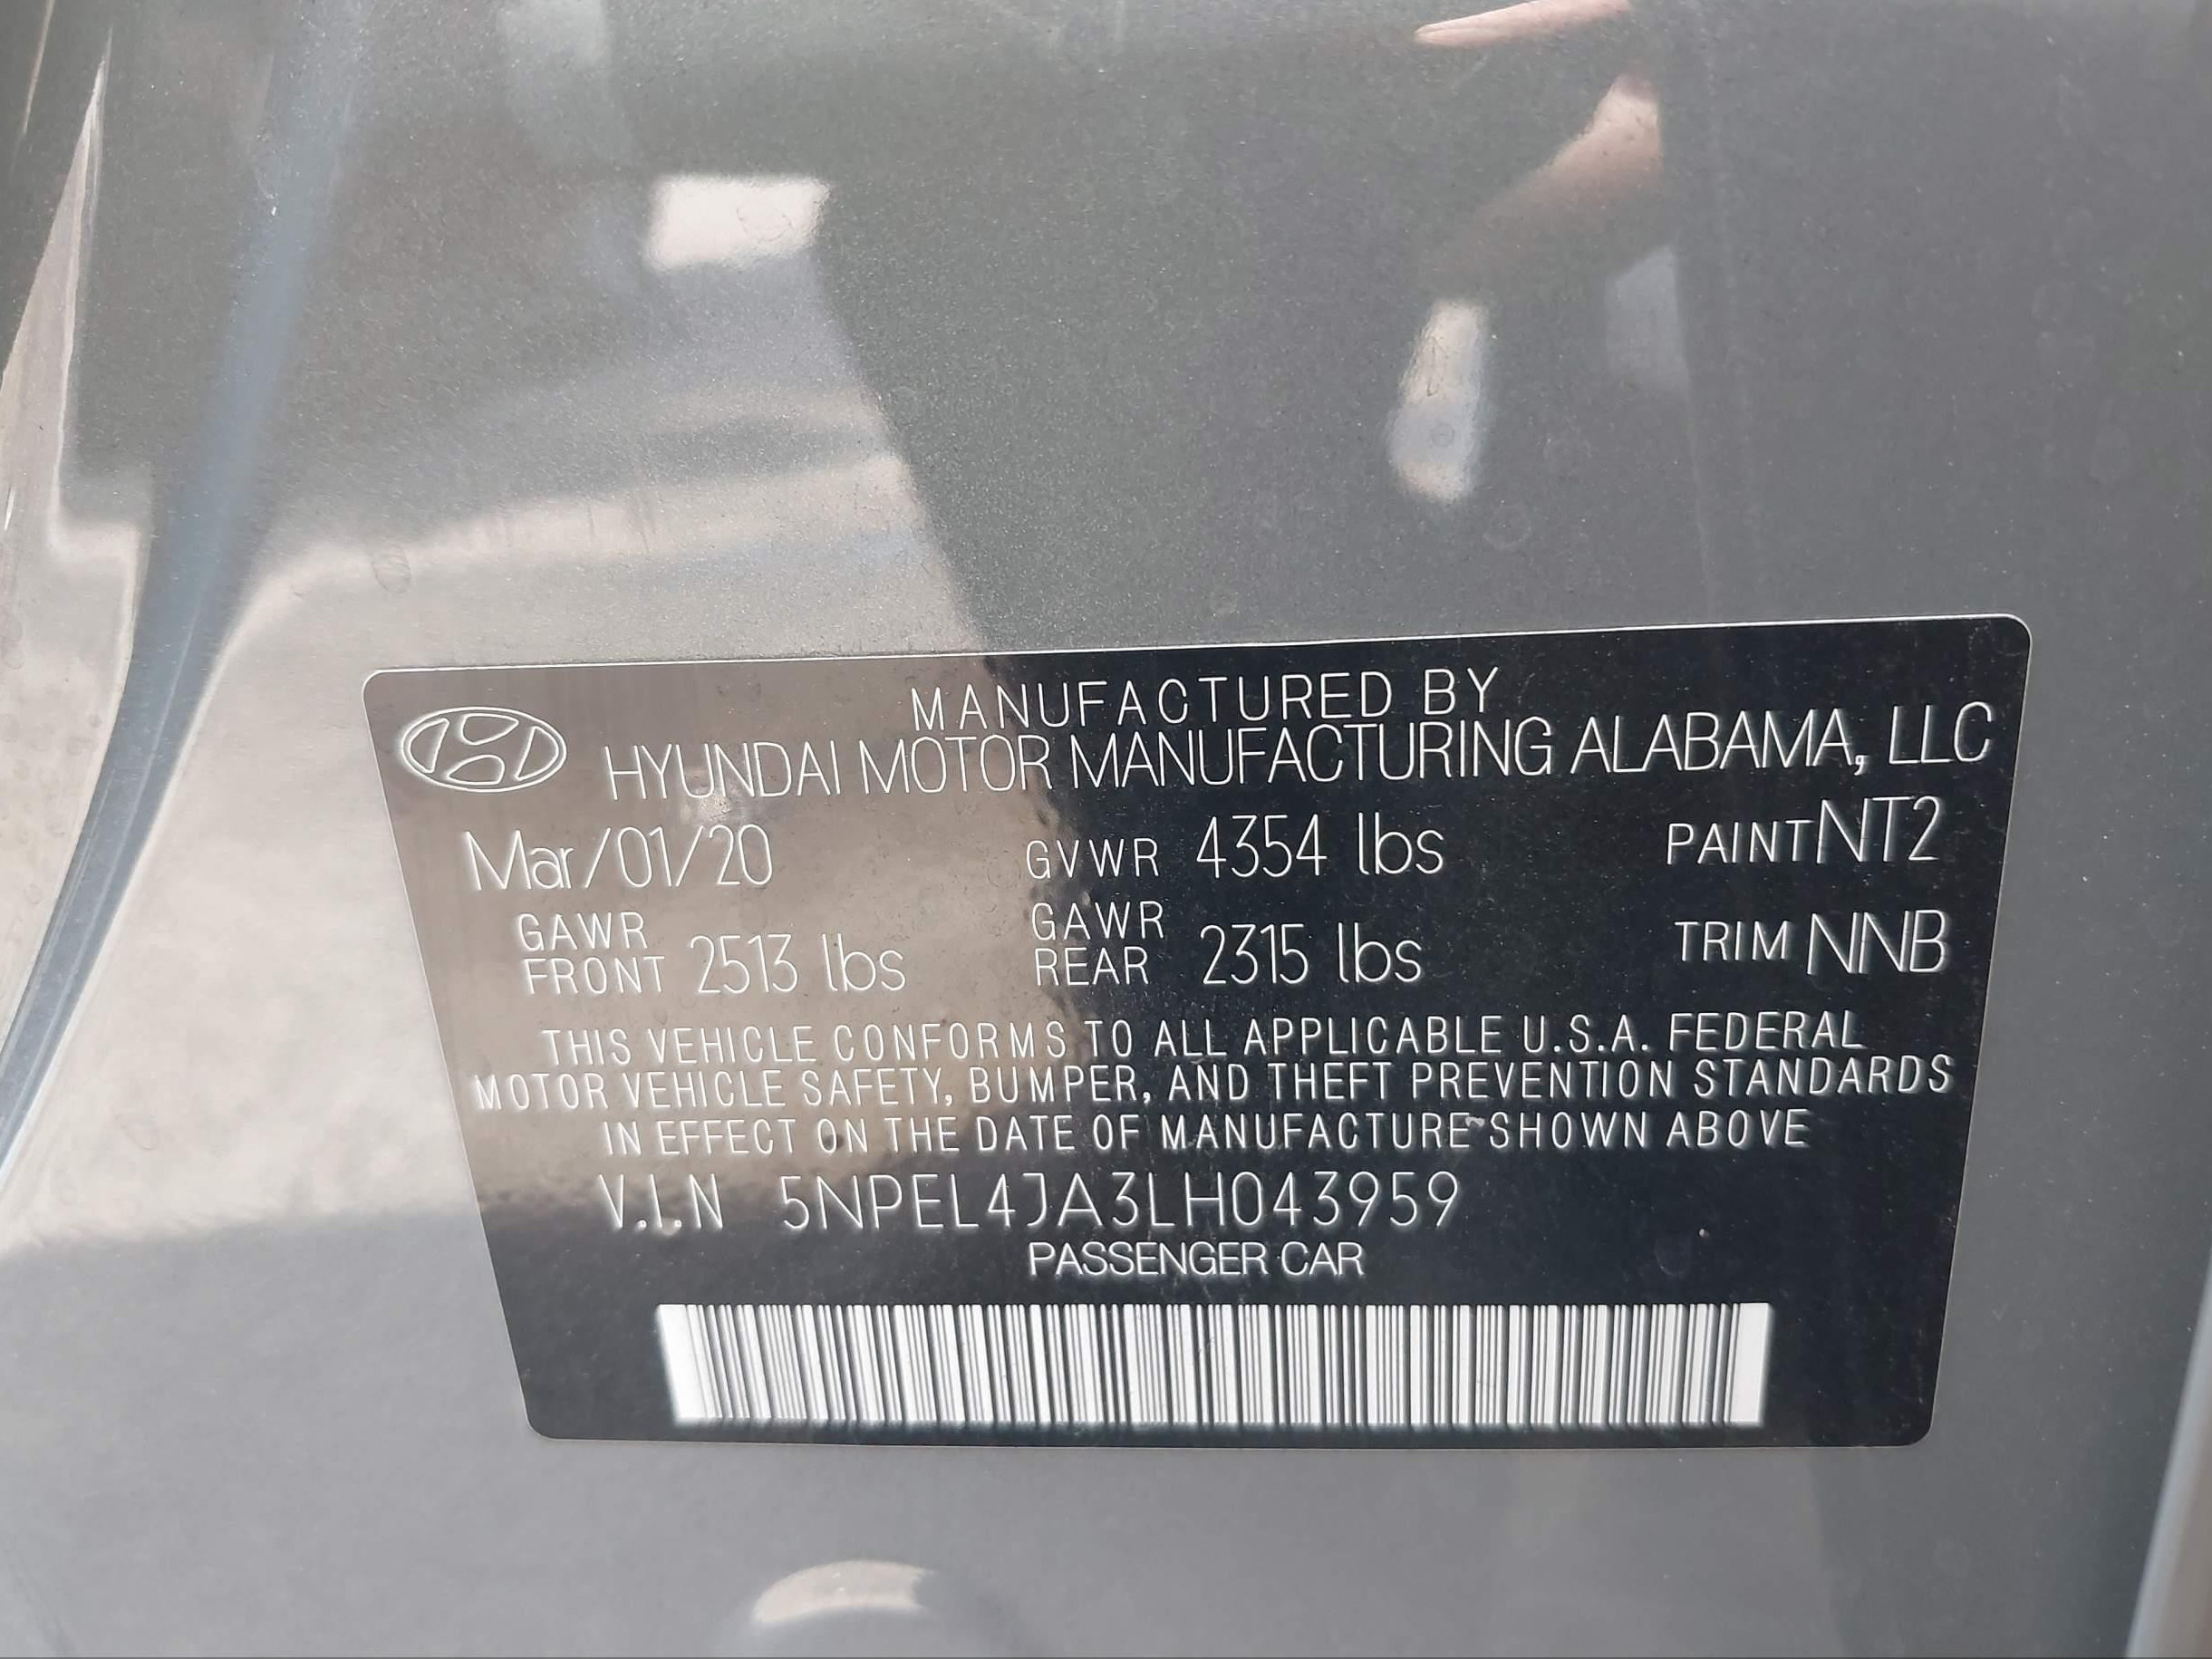 MANUFACTURED BY
HYUNDAI MOTOR MANUFACTURING ALABAMA, LLC
Mar/01/20 GVWR 4354 lbs PAINT NT2
GAWR FRONT 2513 lbs GAWR REAR 2315 lbs TRIM NNB
THIS VEHICLE CONFORMS TO ALL APPLICABLE U.S.A. FEDERAL
MOTOR VEHICLE SAFETY, BUMPER, AND THEFT PREVENTION STANDARDS
IN EFFECT ON THE DATE OF MANUFACTURE SHOWN ABOVE
V.I.N 5NPEL4JA3LH043959
PASSENGER CAR